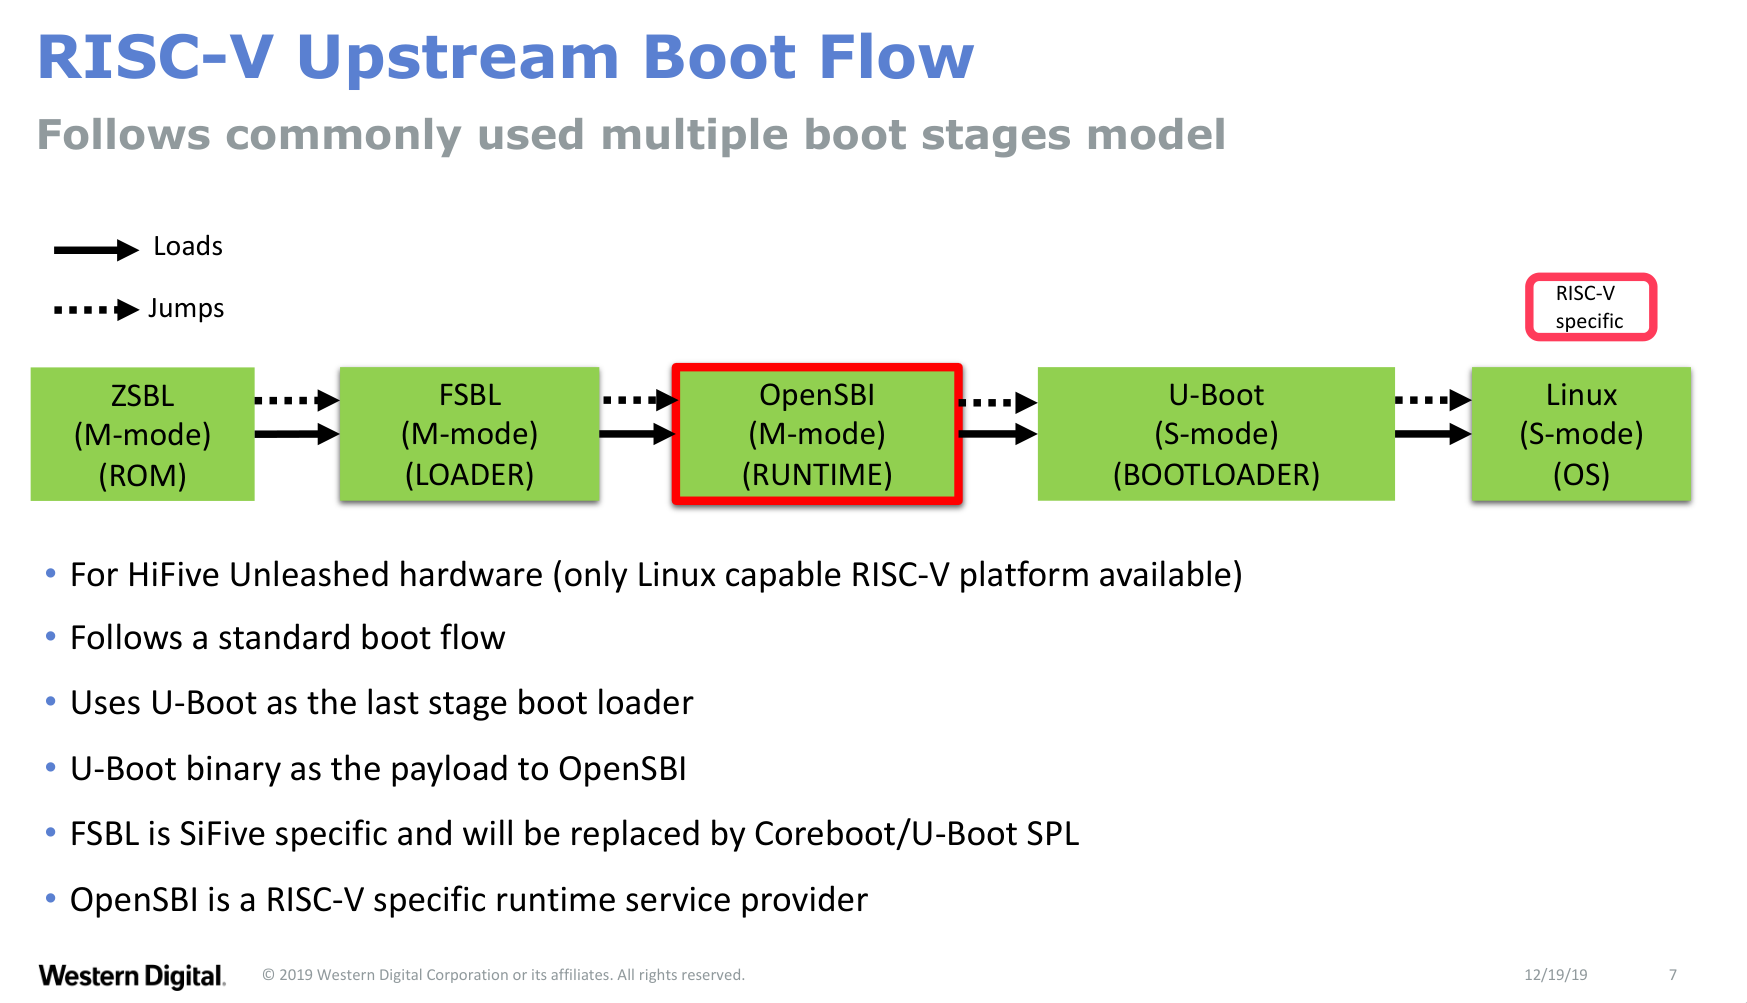 RISC-V Upstream Boot Flow
Follows commonly used multiple boot stages model
Loads
Jumps
RISC-V
specific
ZSBL
(M-mode)
(ROM)
FSBL
(M-mode)
(LOADER)
OpenSBI
(M-mode)
(RUNTIME)
U-Boot
(S-mode)
(BOOTLOADER)
Linux
(S-mode)
(OS)
• For HiFive Unleashed hardware (only Linux capable RISC-V platform available)
• Follows a standard boot flow
• Uses U-Boot as the last stage boot loader
• U-Boot binary as the payload to OpenSBI
• FSBL is SiFive specific and will be replaced by Coreboot/U-Boot SPL
• OpenSBI is a RISC-V specific runtime service provider
Western Digital. © 2019 Western Digital Corporation or its affiliates. All rights reserved. 12/19/19 7